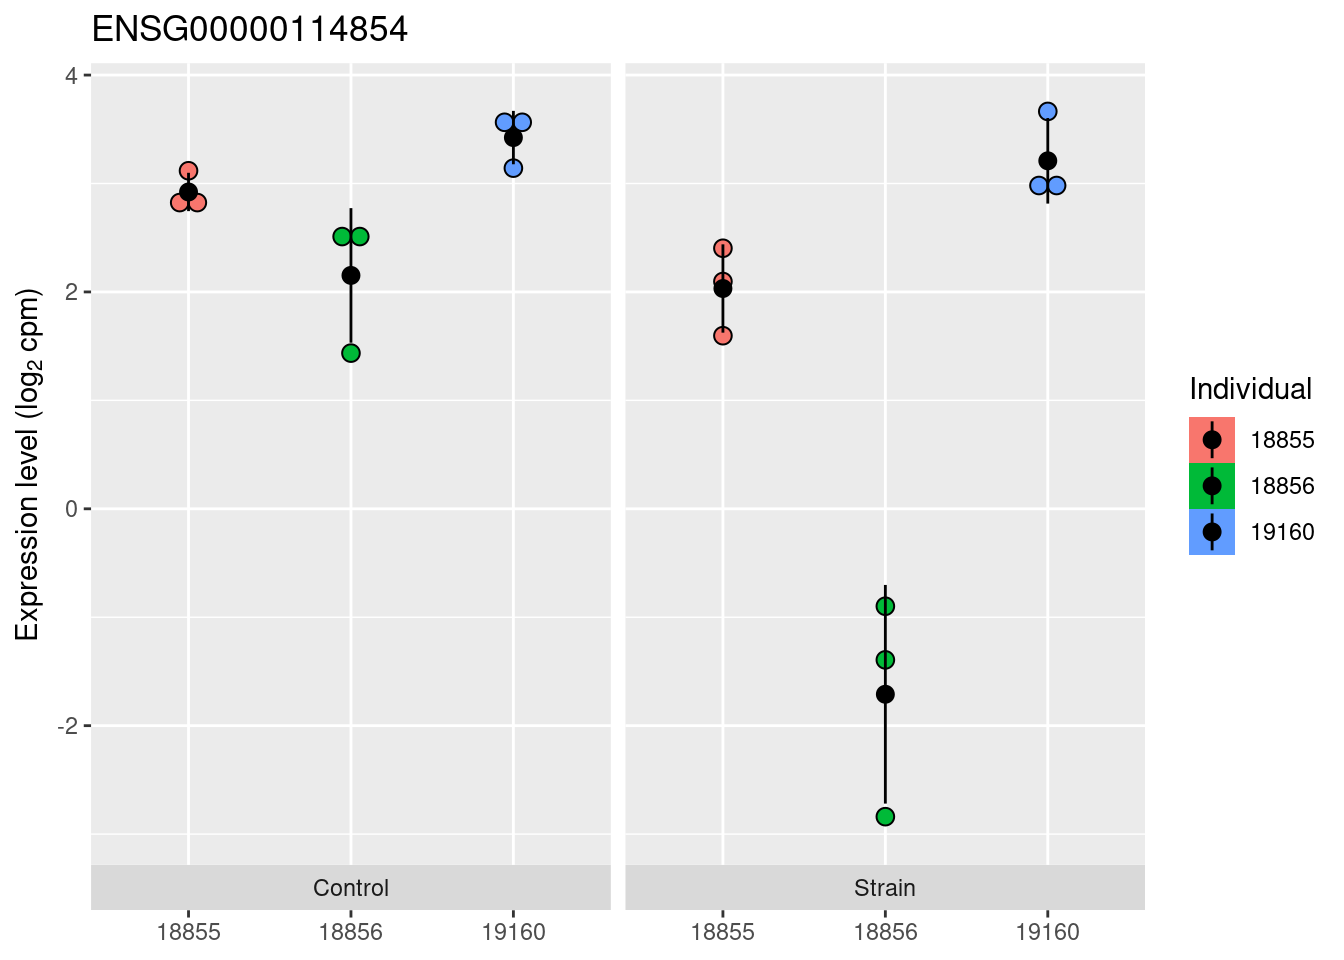 ENSG00000114854
4
2
0
-2
Expression level (log₂ cpm)
Control
Strain
18855
18856
19160
18855
18856
19160
Individual
18855
18856
19160